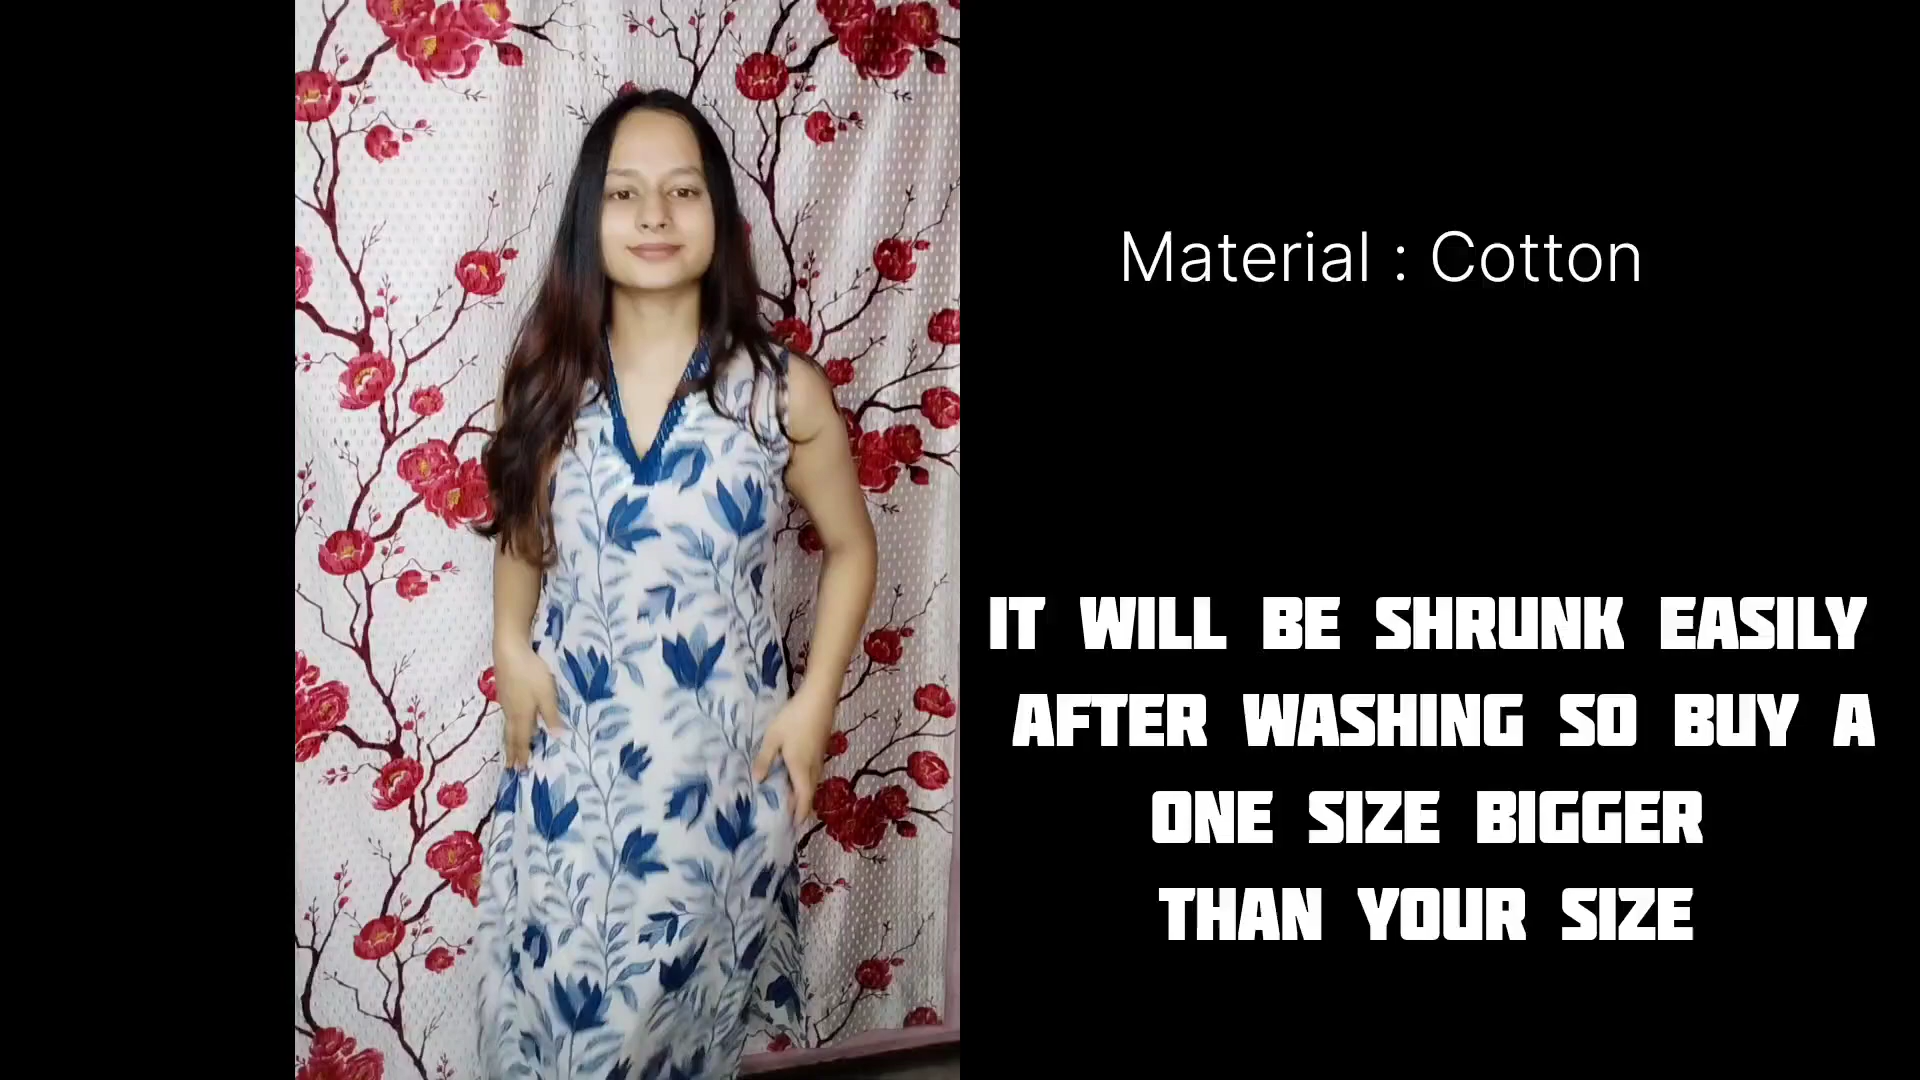 Material : Cotton
IT WILL BE SHRUNK EASILY
AFTER WASHING SO BUY A
ONE SIZE BIGGER
THAN YOUR SIZE